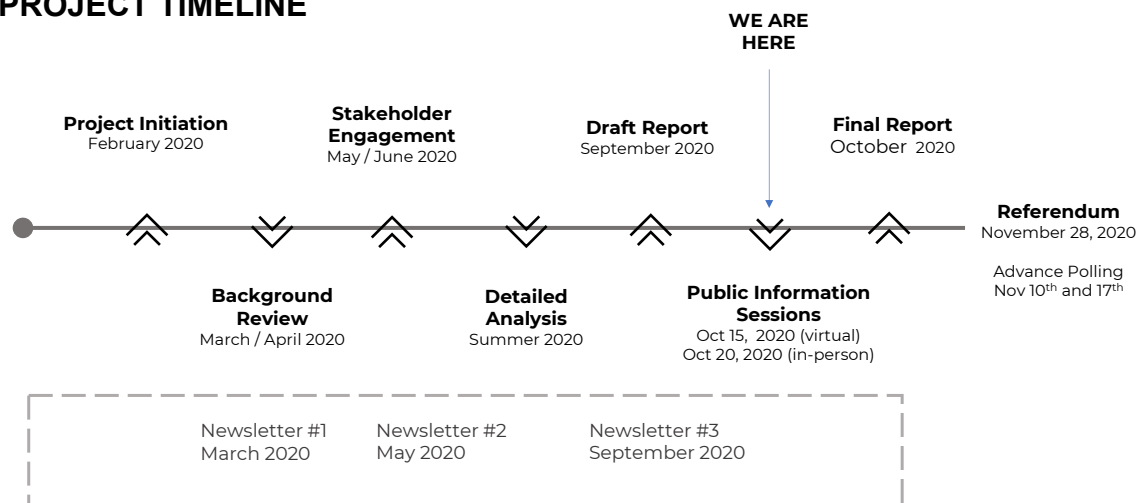 PROJECT TIMELINE
WE ARE
HERE
Project Initiation
February 2020
Stakeholder
Engagement
May / June 2020
Draft Report
September 2020
Final Report
October 2020
Referendum
November 28, 2020
Advance Polling
Nov 10th and 17th
Background
Review
March / April 2020
Detailed
Analysis
Summer 2020
Public Information
Sessions
Oct 15, 2020 (virtual)
Oct 20, 2020 (in-person)
Newsletter #1
March 2020
Newsletter #2
May 2020
Newsletter #3
September 2020